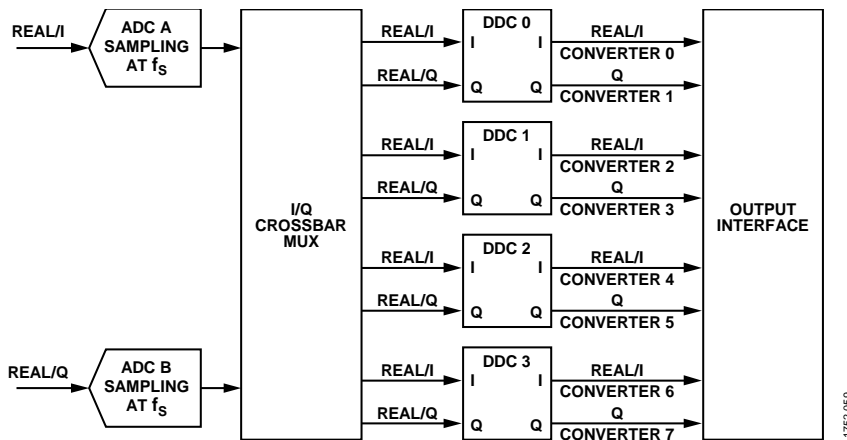 REAL/I
ADC A
SAMPLING
AT fS
I/Q
CROSSBAR
MUX
REAL/Q
ADC B
SAMPLING
AT fS
REAL/I
REAL/Q
DDC 0
I I
Q Q
REAL/I
CONVERTER 0
Q
CONVERTER 1
REAL/I
REAL/Q
DDC 1
I I
Q Q
REAL/I
CONVERTER 2
Q
CONVERTER 3
REAL/I
REAL/Q
DDC 2
I I
Q Q
REAL/I
CONVERTER 4
Q
CONVERTER 5
REAL/I
REAL/Q
DDC 3
I I
Q Q
REAL/I
CONVERTER 6
Q
CONVERTER 7
OUTPUT
INTERFACE